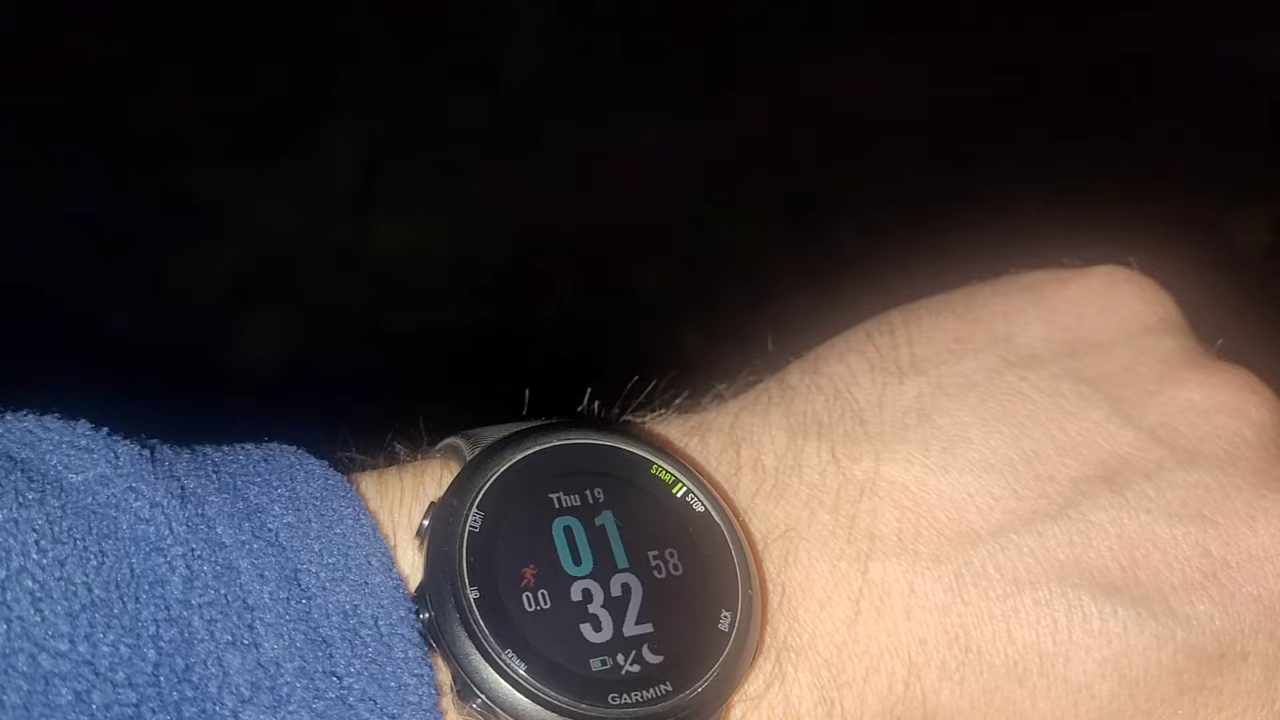 START
STOP
Thu 19
LIGHT
01
58
UP
0.0
32
BACK
DOWN
GARMIN